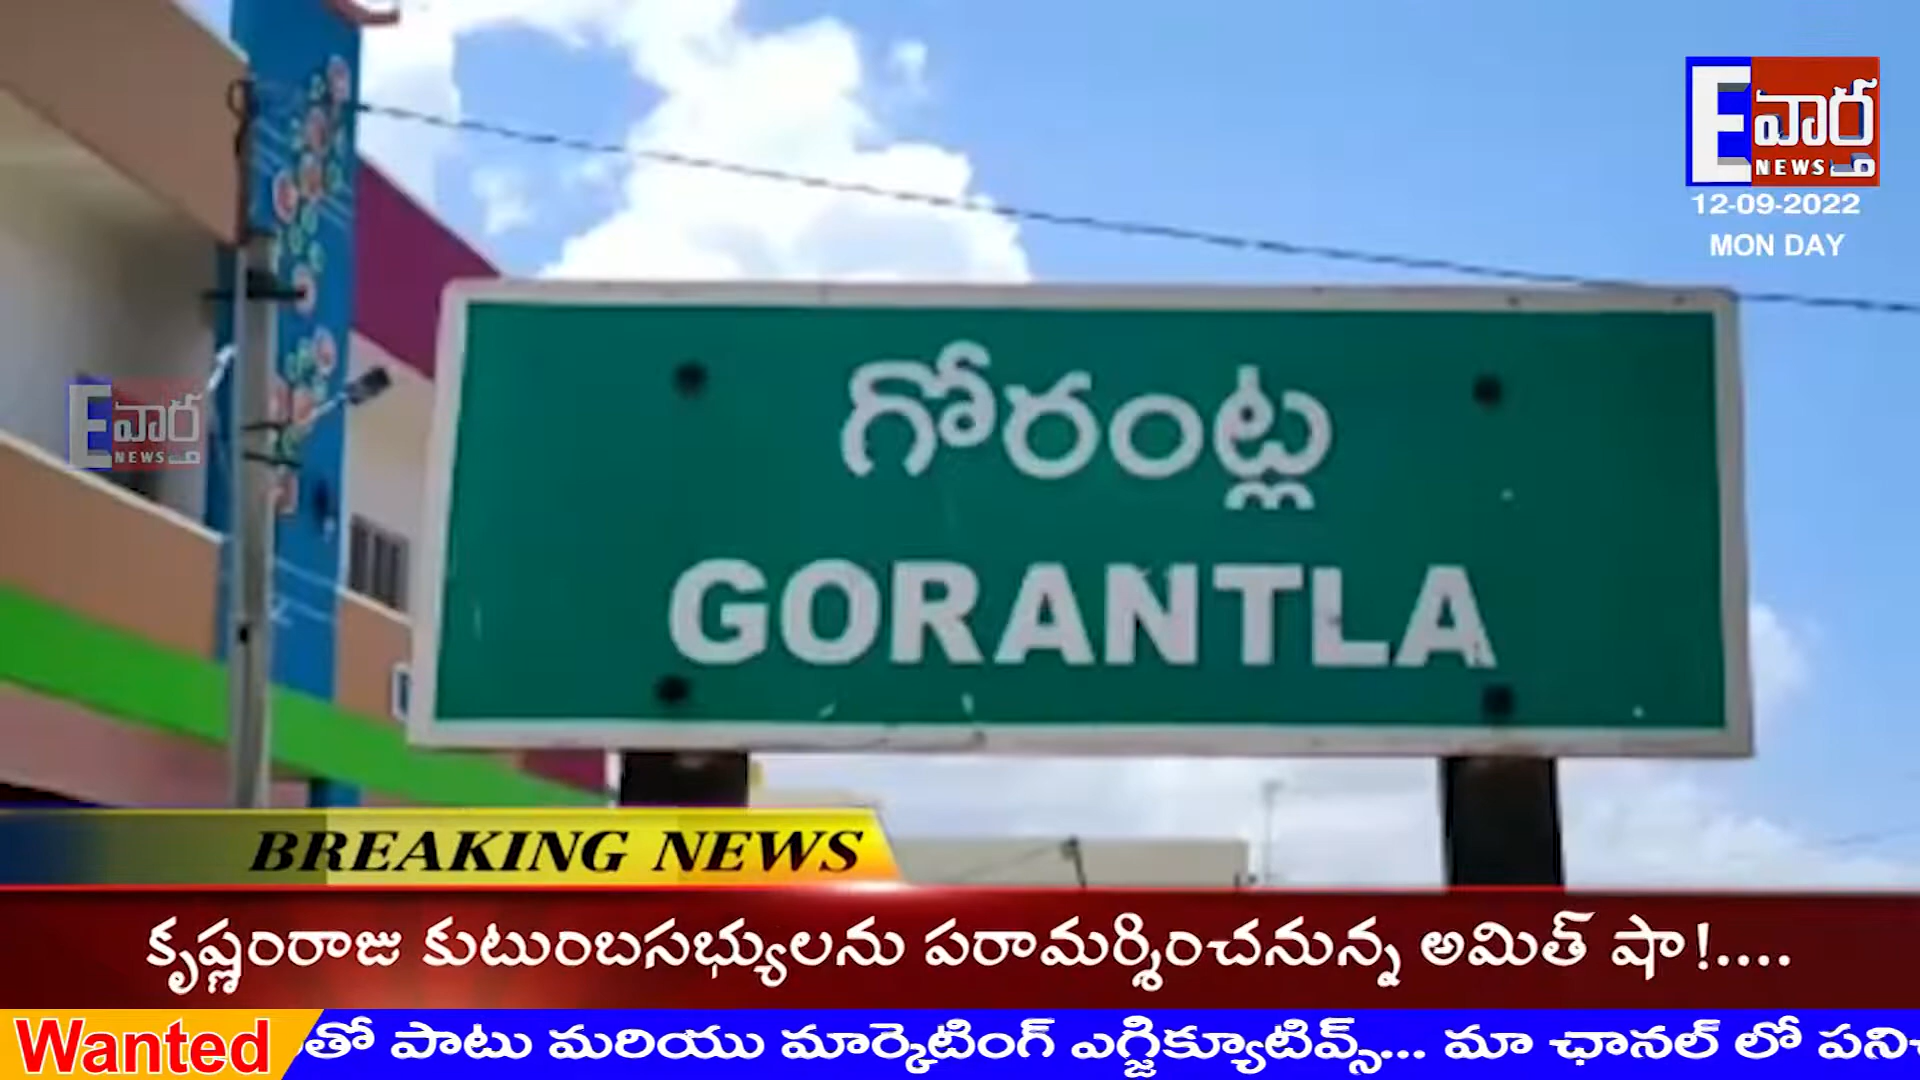 E వార్త
NEWS
12-09-2022
MON DAY
గోరంట్ల
E వార్త
NEWS
GORANTLA
BREAKING NEWS
కృష్ణంరాజు కుటుంబసభ్యులను పరామర్శించనున్న అమిత్ షా!....
Wanted తో పాటు మరియు మార్కెటింగ్ ఎగ్జిక్యూటివ్స్... మా ఛానల్ లో